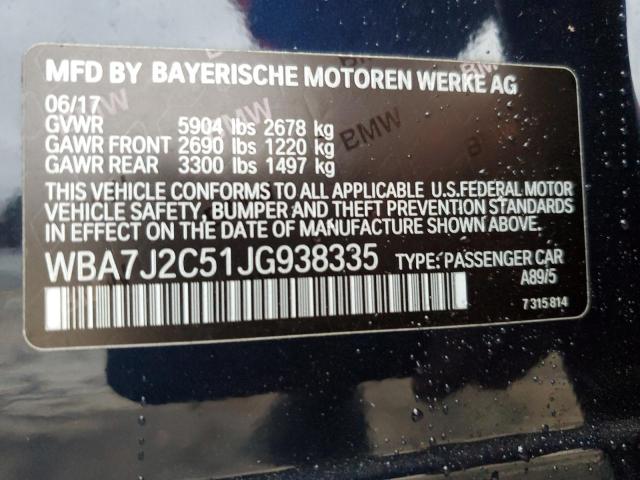 MFD BY BAYERISCHE MOTOREN WERKE AG
06/17
GVWR 5904 lbs 2678 kg
GAWR FRONT 2690 lbs 1220 kg
GAWR REAR 3300 lbs 1497 kg
THIS VEHICLE CONFORMS TO ALL APPLICABLE U.S.FEDERAL MOTOR
VEHICLE SAFETY, BUMPER AND THEFT PREVENTION STANDARDS
IN EFFECT ON THE DATE OF MANUFACTURE SHOWN ABOVE.
WBA7J2C51JG938335 TYPE: PASSENGER CAR
A89/5
7 315 814
BMW
BMW